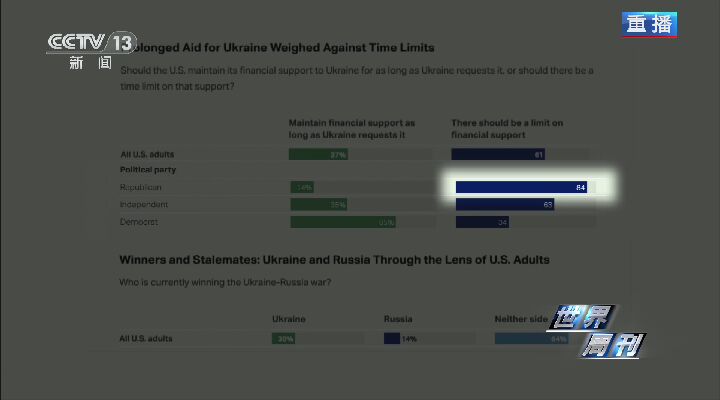 CCTV 13
新闻
重播
olonged Aid for Ukraine Weighed Against Time Limits
Should the U.S. maintain its financial support to Ukraine for as long as Ukraine requests it, or should there be a
time limit on that support?
Maintain financial support as
long as Ukraine requests it
There should be a limit on
financial support
All U.S. adults 37% 61
Political party
Republican 14% 84
Independent 35% 63
Democrat 65% 34
Winners and Stalemates: Ukraine and Russia Through the Lens of U.S. Adults
Who is currently winning the Ukraine-Russia war?
Ukraine Russia Neither side
All U.S. adults 30% 14% 64%
世界
周刊